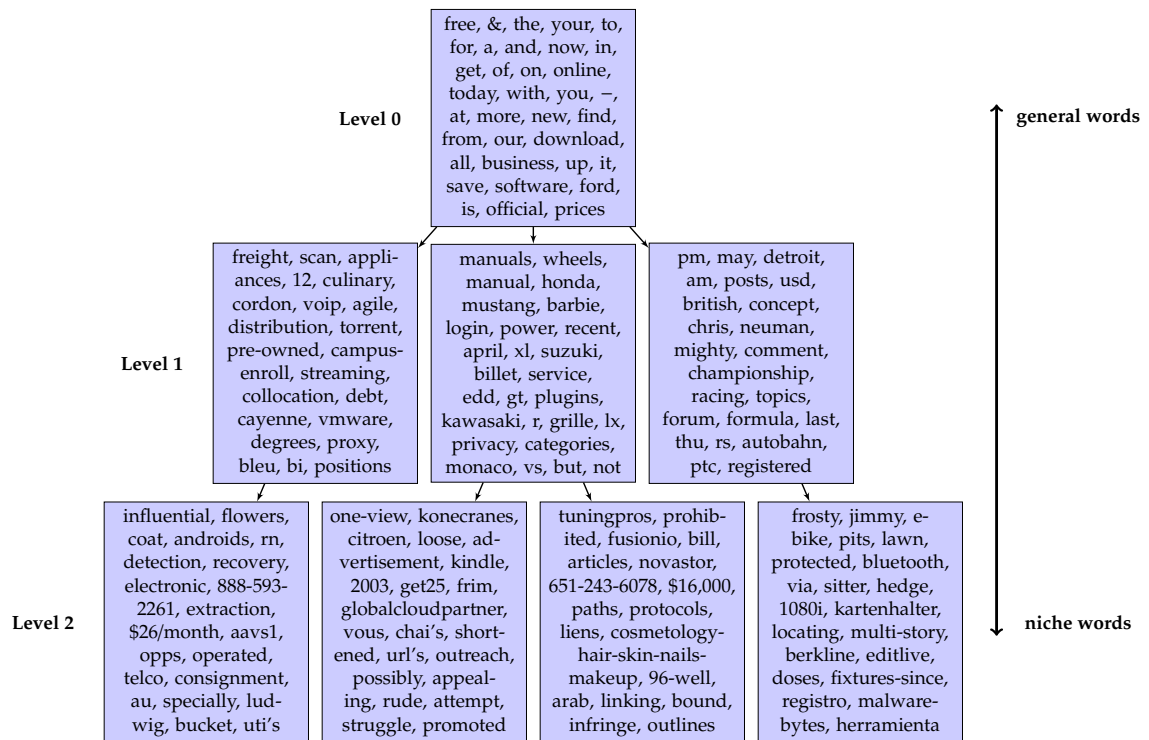 free, &, the, your, to,
for, a, and, now, in,
get, of, on, online,
today, with, you, –,
at, more, new, find,
from, our, download,
all, business, up, it,
save, software, ford,
is, official, prices
Level 0
general words
freight, scan, appli-
ances, 12, culinary,
cordon, voip, agile,
distribution, torrent,
pre-owned, campus-
enroll, streaming,
collocation, debt,
cayenne, vmware,
degrees, proxy,
bleu, bi, positions
manuals, wheels,
manual, honda,
mustang, barbie,
login, power, recent,
april, xl, suzuki,
billet, service,
edd, gt, plugins,
kawasaki, r, grille, lx,
privacy, categories,
monaco, vs, but, not
pm, may, detroit,
am, posts, usd,
british, concept,
chris, neuman,
mighty, comment,
championship,
racing, topics,
forum, formula, last,
thu, rs, autobahn,
ptc, registered
Level 1
influential, flowers,
coat, androids, rn,
detection, recovery,
electronic, 888-593-
2261, extraction,
$26/month, aavs1,
opps, operated,
telco, consignment,
au, specially, lud-
wig, bucket, uti's
one-view, konecranes,
citroen, loose, ad-
vertisement, kindle,
2003, get25, frim,
globalcloudpartner,
vous, chai's, short-
ened, url's, outreach,
possibly, appeal-
ing, rude, attempt,
struggle, promoted
tuningpros, prohib-
ited, fusionio, bill,
articles, novastor,
651-243-6078, $16,000,
paths, protocols,
liens, cosmetology-
hair-skin-nails-
makeup, 96-well,
arab, linking, bound,
infringe, outlines
frosty, jimmy, e-
bike, pits, lawn,
protected, bluetooth,
via, sitter, hedge,
1080i, kartenhalter,
locating, multi-story,
berkline, editlive,
doses, fixtures-since,
registro, malware-
bytes, herramienta
Level 2
niche words